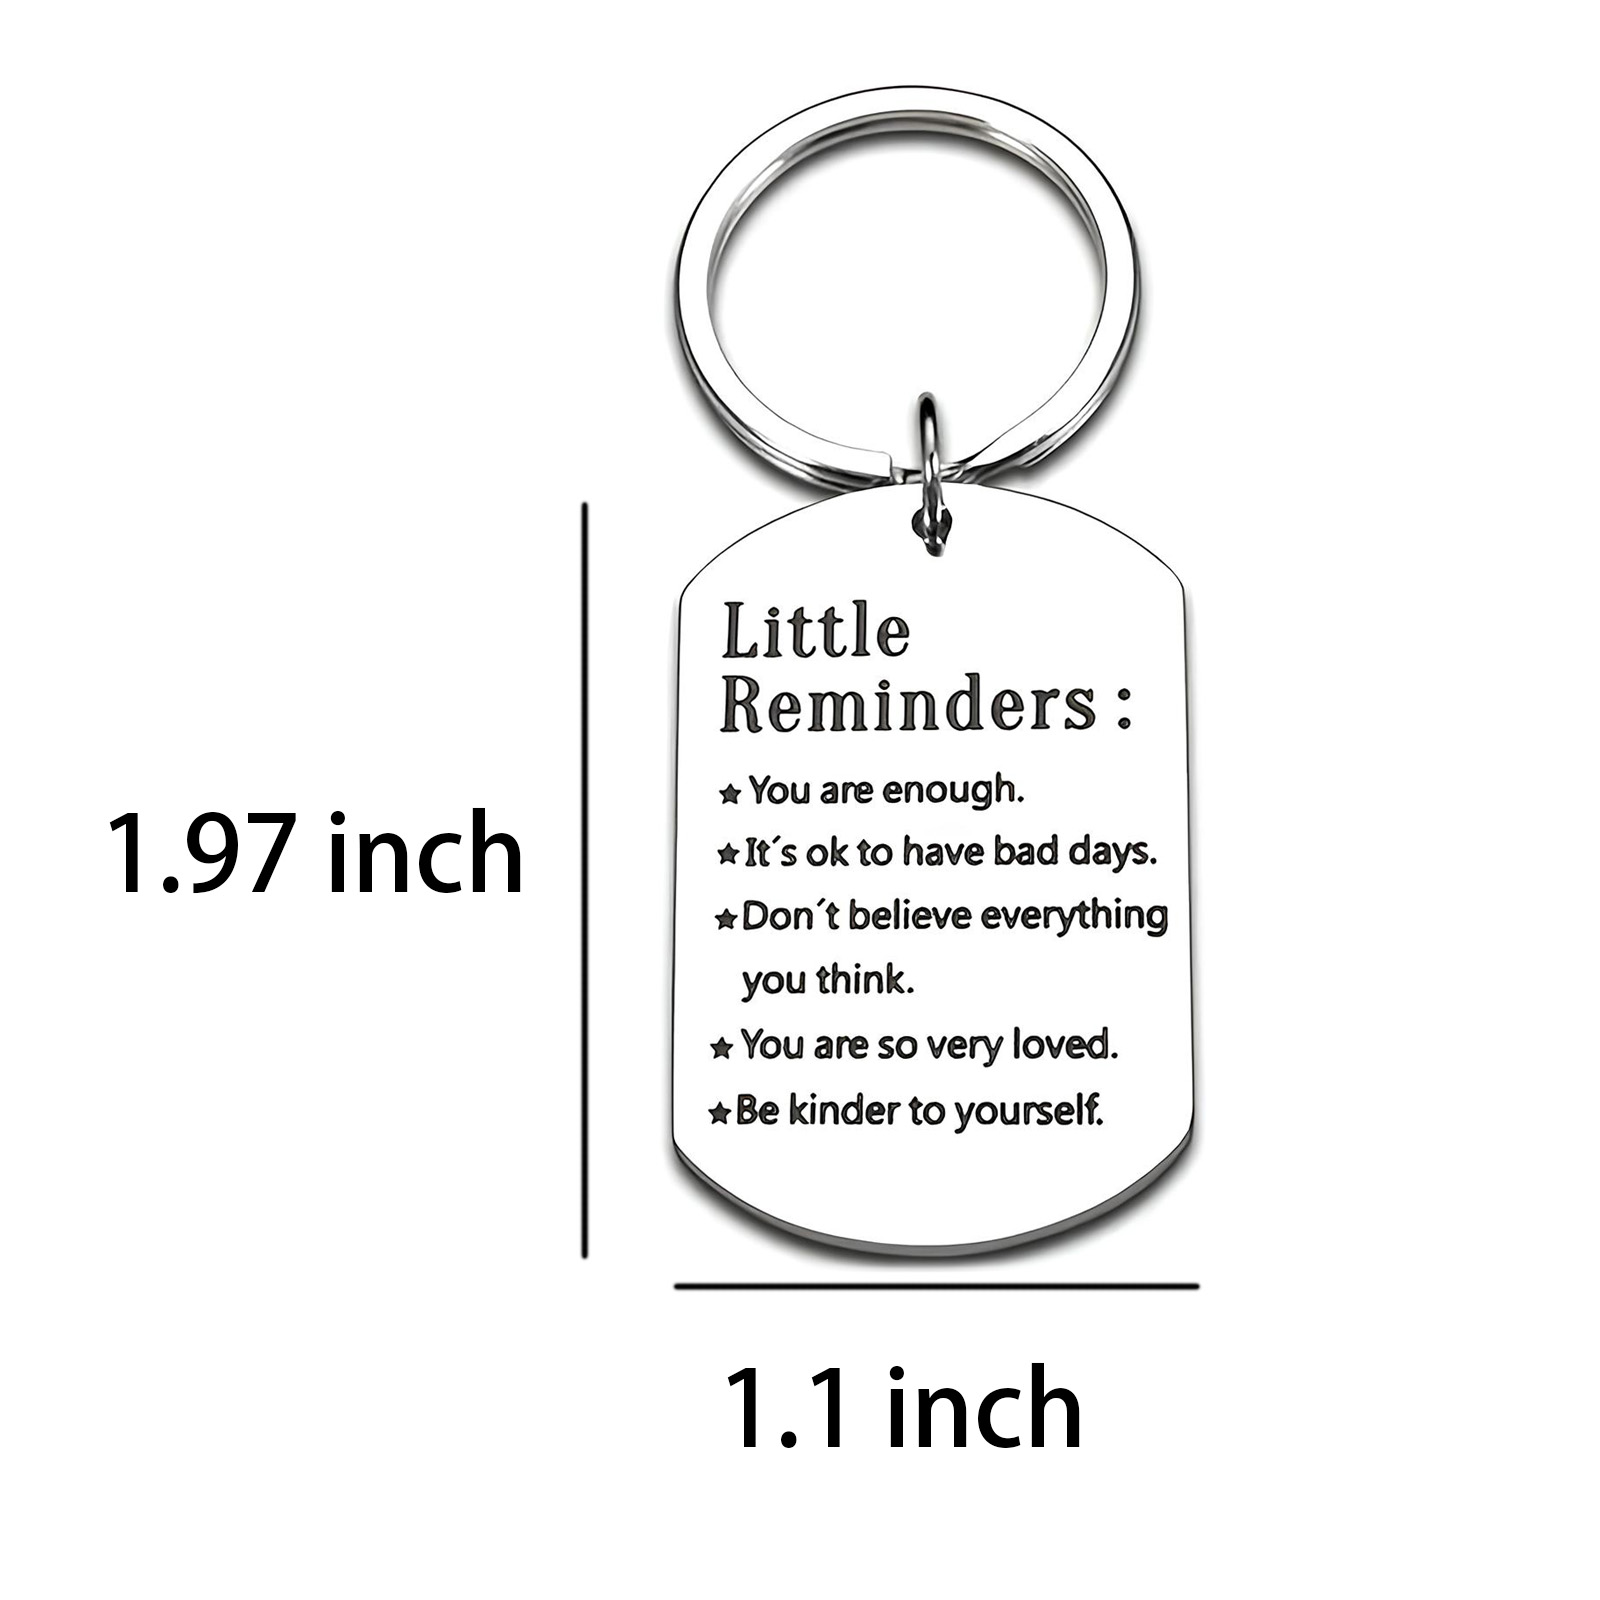 Little
Reminders :
★ You are enough.
★ It´s ok to have bad days.
★ Don´t believe everything
you think.
★ You are so very loved.
★ Be kinder to yourself.
1.97 inch
1.1 inch